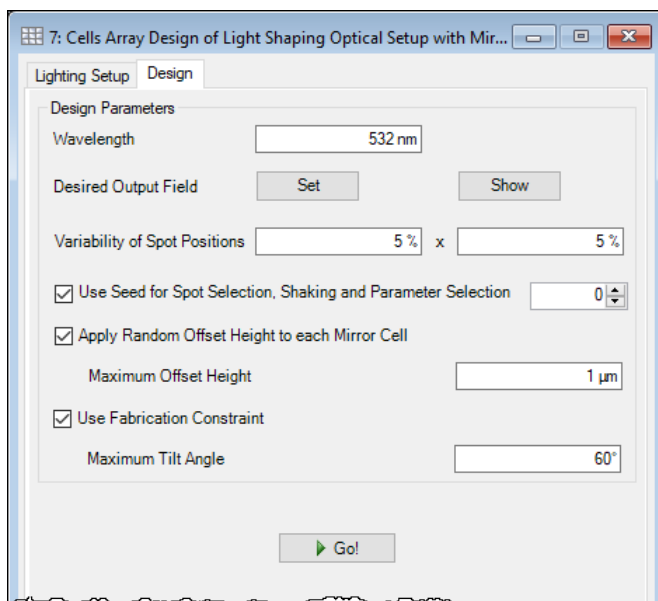 7: Cells Array Design of Light Shaping Optical Setup with Mir...
Lighting Setup Design
Design Parameters
Wavelength 532 nm
Desired Output Field Set Show
Variability of Spot Positions 5 % x 5 %
Use Seed for Spot Selection, Shaking and Parameter Selection 0
Apply Random Offset Height to each Mirror Cell
Maximum Offset Height 1 µm
Use Fabrication Constraint
Maximum Tilt Angle 60°
Go!